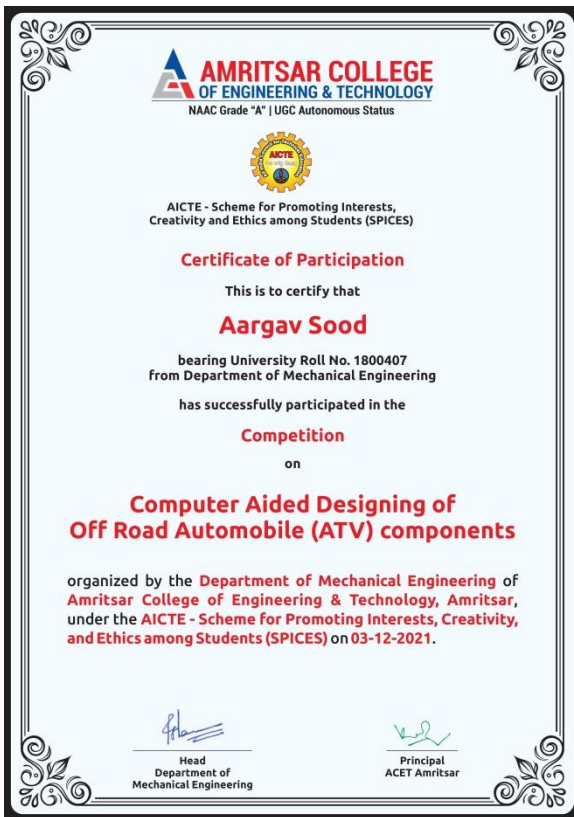 AMRITSAR COLLEGE
OF ENGINEERING & TECHNOLOGY
NAAC Grade "A" | UGC Autonomous Status
AICTE
AICTE - Scheme for Promoting Interests,
Creativity and Ethics among Students (SPICES)
Certificate of Participation
This is to certify that
Aargav Sood
bearing University Roll No. 1800407
from Department of Mechanical Engineering
has successfully participated in the
Competition
on
Computer Aided Designing of
Off Road Automobile (ATV) components
organized by the Department of Mechanical Engineering of
Amritsar College of Engineering & Technology, Amritsar,
under the AICTE - Scheme for Promoting Interests, Creativity,
and Ethics among Students (SPICES) on 03-12-2021.
Head
Department of
Mechanical Engineering
Principal
ACET Amritsar